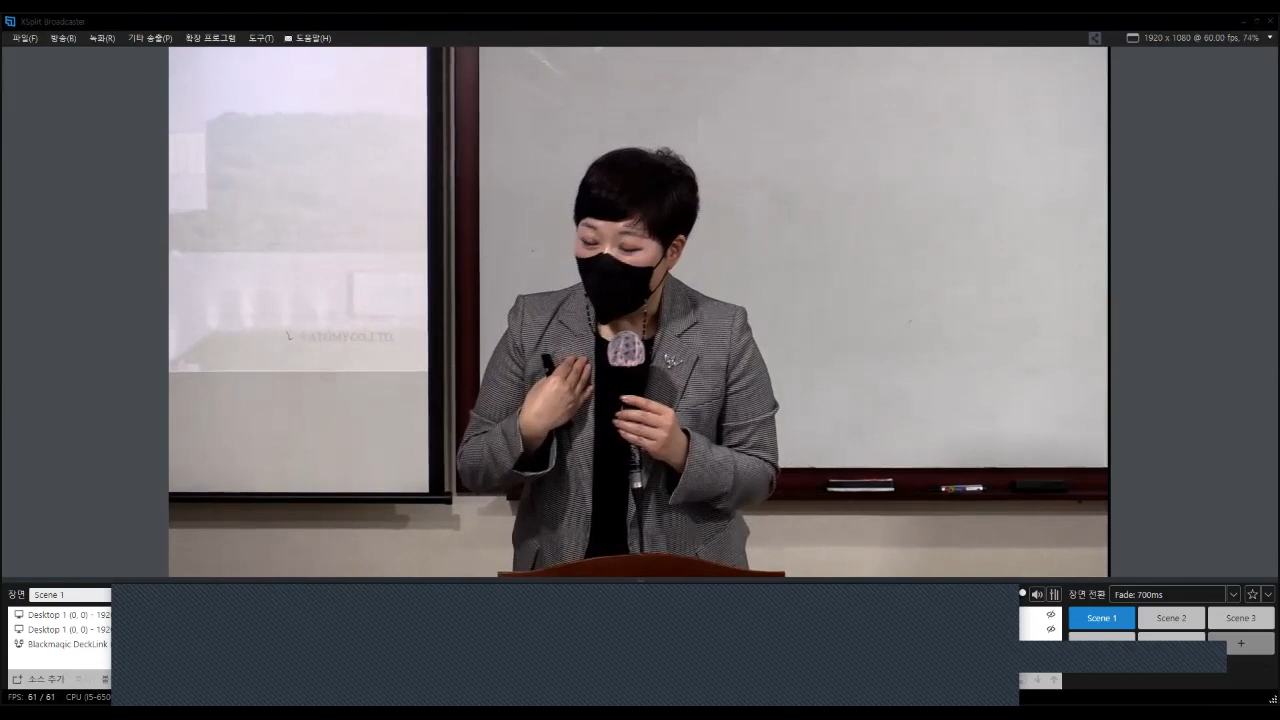 XSplit Broadcaster
파일(F) 방송(B) 녹화(R) 기타 송출(P) 확장 프로그램 도구(T) 도움말(H)
1920 x 1080 @ 60.00 fps, 74%
©ATOMY CO., LTD.
장면 Scene 1
장면 전환 Fade: 700ms
Desktop 1 (0, 0) - 192
Desktop 1 (0, 0) - 192
Blackmagic DeckLink
Scene 1 Scene 2 Scene 3
+
소스 추가
FPS: 61 / 61 CPU (i5-650